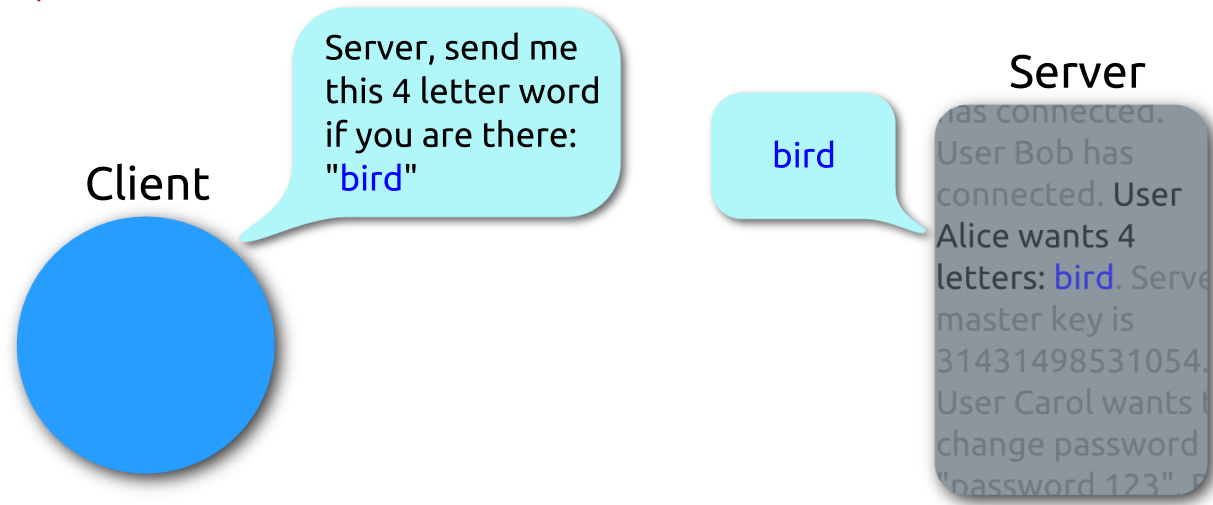 Client
Server, send me
this 4 letter word
if you are there:
"bird"
bird
Server
has connected.
User Bob has
connected. User
Alice wants 4
letters: bird. Serve
master key is
31431498531054.
User Carol wants t
change password
"password 123".